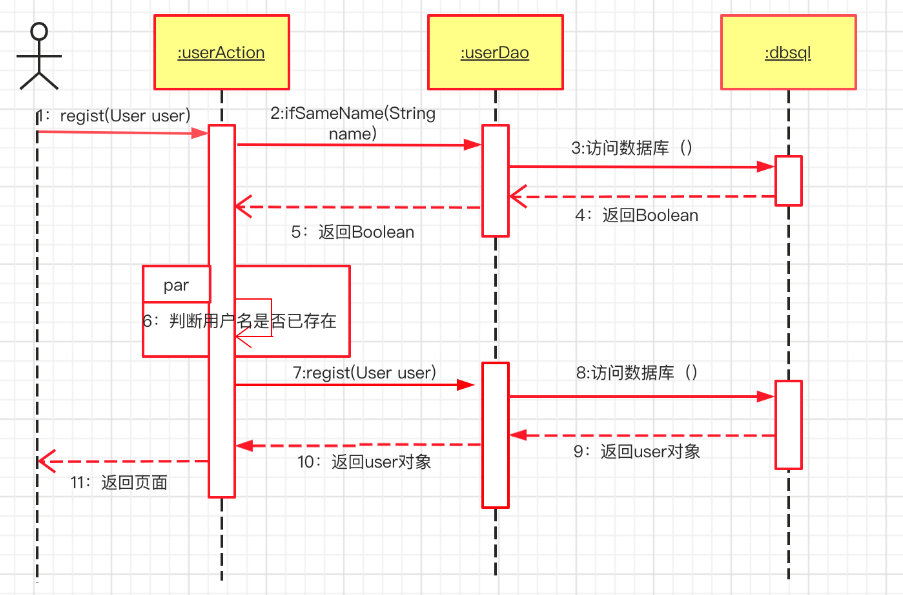 :userAction
:userDao
:dbsql
1：regist(User user)
2:ifSameName(String
name)
3:访问数据库（）
4：返回Boolean
5：返回Boolean
par
6：判断用户名是否已存在
7:regist(User user)
8:访问数据库（）
9：返回user对象
10：返回user对象
11：返回页面